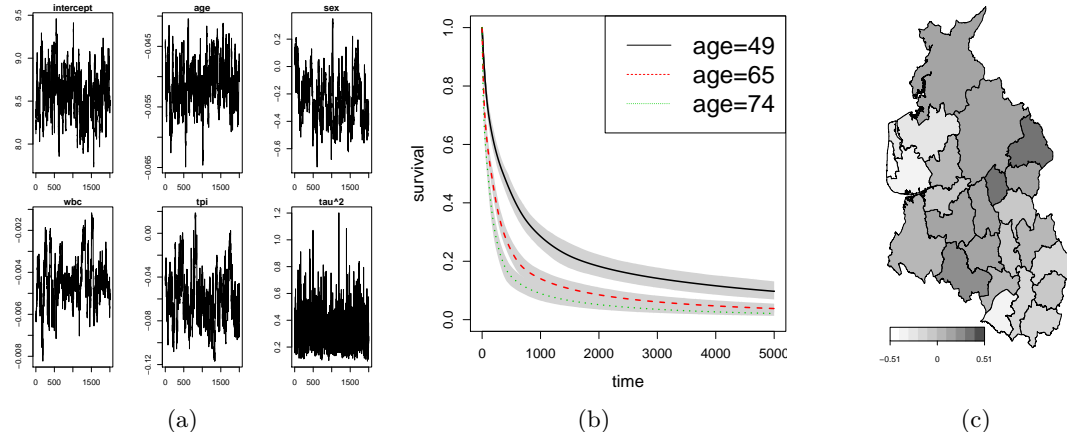 intercept
age
sex
9.5
9.0
8.5
8.0
0 500 1500
-0.045
-0.055
-0.065
0 500 1500
0.2
0.0
-0.2
-0.4
-0.6
0 500 1500
wbc
tpi
tau^2
-0.002
-0.004
-0.006
-0.008
0 500 1500
0.00
-0.04
-0.08
-0.12
0 500 1500
1.2
1.0
0.8
0.6
0.4
0.2
0 500 1500
(a)
survival
1.0
0.8
0.6
0.4
0.2
0.0
age=49
age=65
age=74
0 1000 2000 3000 4000 5000
time
(b)
-0.51 0 0.51
(c)